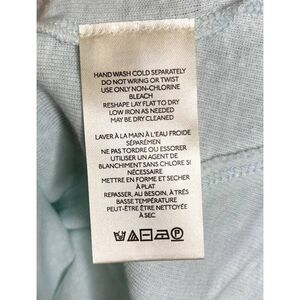 HAND WASH COLD SEPARATELY
DO NOT WRING OR TWIST
USE ONLY NON-CHLORINE
BLEACH
RESHAPE LAY FLAT TO DRY
LOW IRON AS NEEDED
MAY BE DRY CLEANED
LAVER À LA MAIN À L'EAU FROIDE
SÉPARÉMEN
NE PAS TORDRE OU ESSORER
UTILISER UN AGENT DE
BLANCHIMENT SANS CHLORE SI
NÉCESSAIRE
METTRE EN FORME ET SECHER
À PLAT
REPASSER, AU BESOIN, À TRÉS
BASSE TEMPÉRATURE
PEUT-ÊTRE ÊTRE NETTOYÉE
À SEC